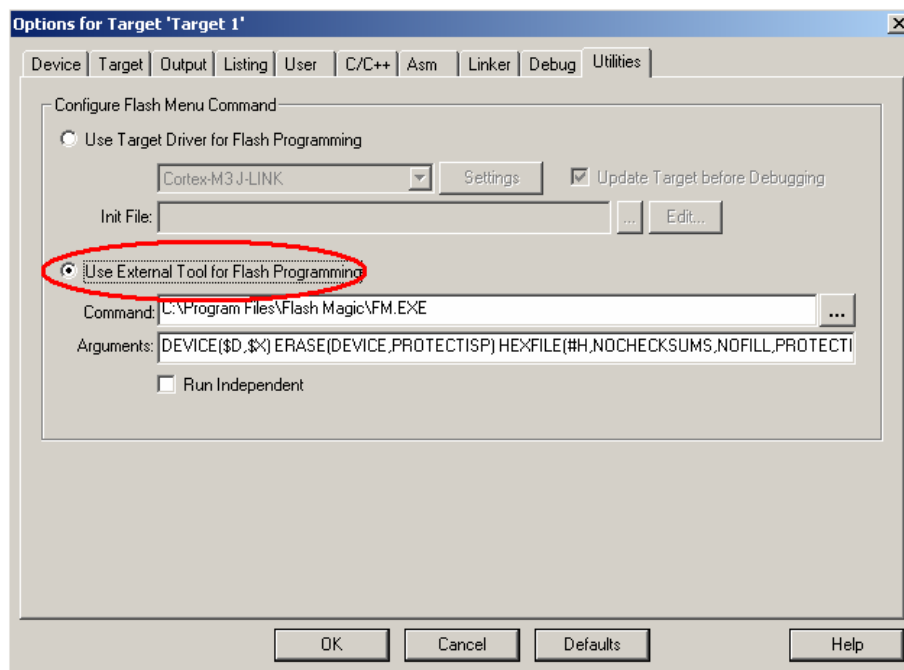 Options for Target 'Target 1'
Device Target Output Listing User C/C++ Asm Linker Debug Utilities
Configure Flash Menu Command
Use Target Driver for Flash Programming
Cortex-M3 J-LINK Settings Update Target before Debugging
Init File: ... Edit...
Use External Tool for Flash Programming
Command: C:\Program Files\Flash Magic\FM.EXE ...
Arguments: DEVICE($D,$X) ERASE(DEVICE,PROTECTISP) HEXFILE(#H,NOCHECKSUMS,NOFILL,PROTECTI
Run Independent
OK Cancel Defaults Help